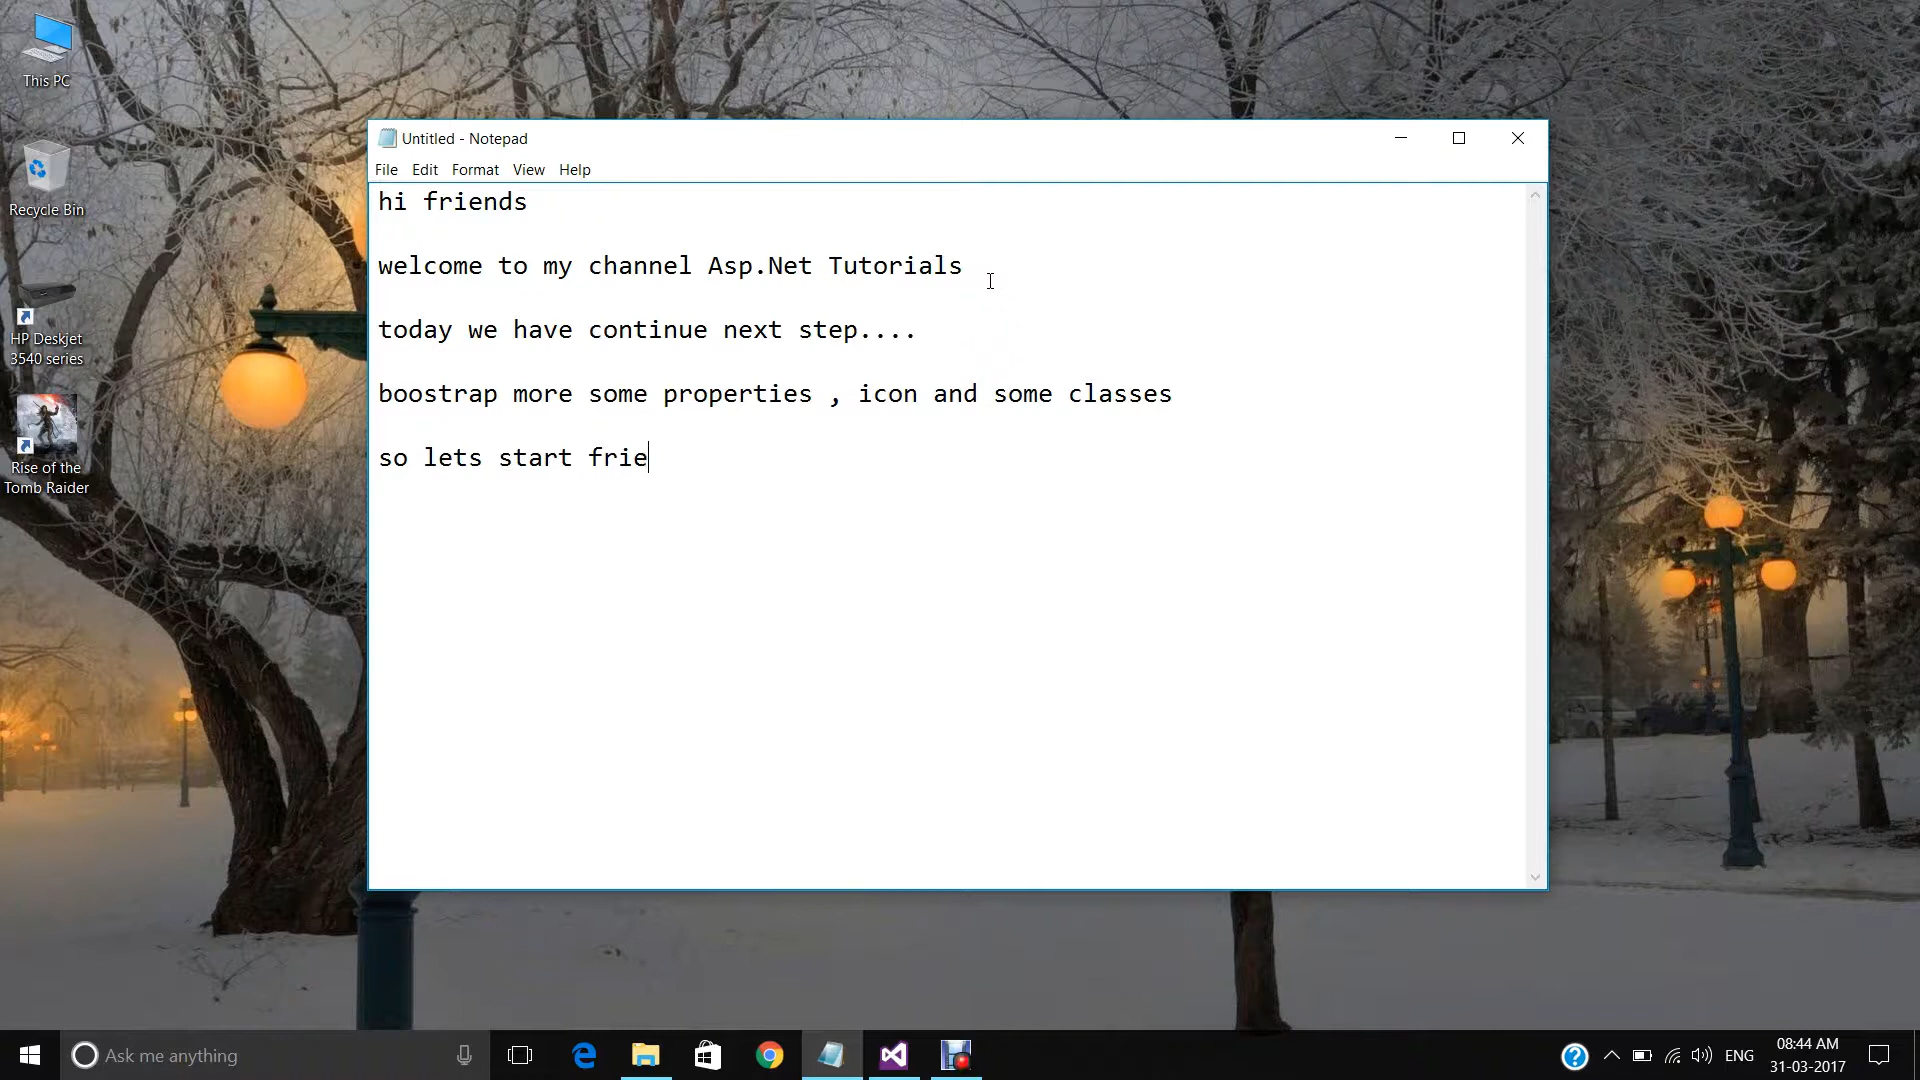 This PC
Recycle Bin
HP Deskjet
3540 series
Rise of the
Tomb Raider
Untitled - Notepad
File Edit Format View Help
hi friends
welcome to my channel Asp.Net Tutorials
today we have continue next step....
boostrap more some properties , icon and some classes
so lets start frie
Ask me anything
ENG
08:44 AM
31-03-2017